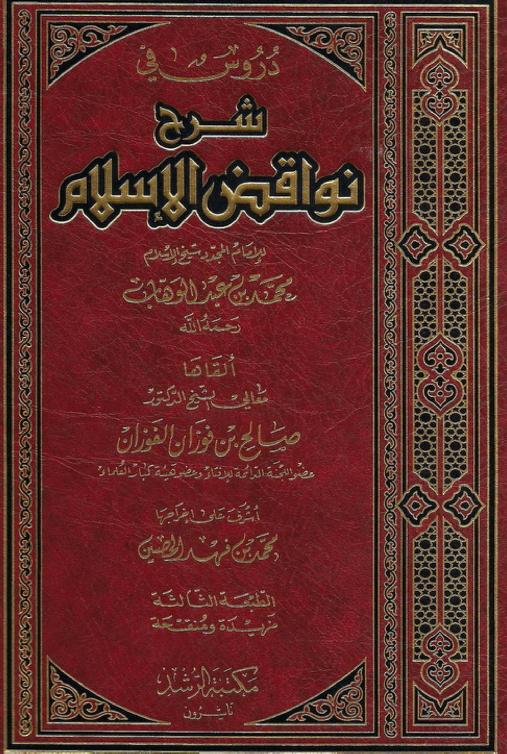 دروس في
شرح
نواقض الإسلام
للإمام المجدد شيخ الإسلام
محمد بن عبد الوهاب
رحمه الله
ألقاها
معالي الشيخ الدكتور
صالح بن فوزان الفوزان
عضو اللجنة الدائمة للإفتاء وعضو هيئة كبار العلماء
أشرف على إخراجها
محمد بن فهد الحصين
الطبعة الثالثة
مزيدة ومنقحة
مكتبة الرشد
ناشرون